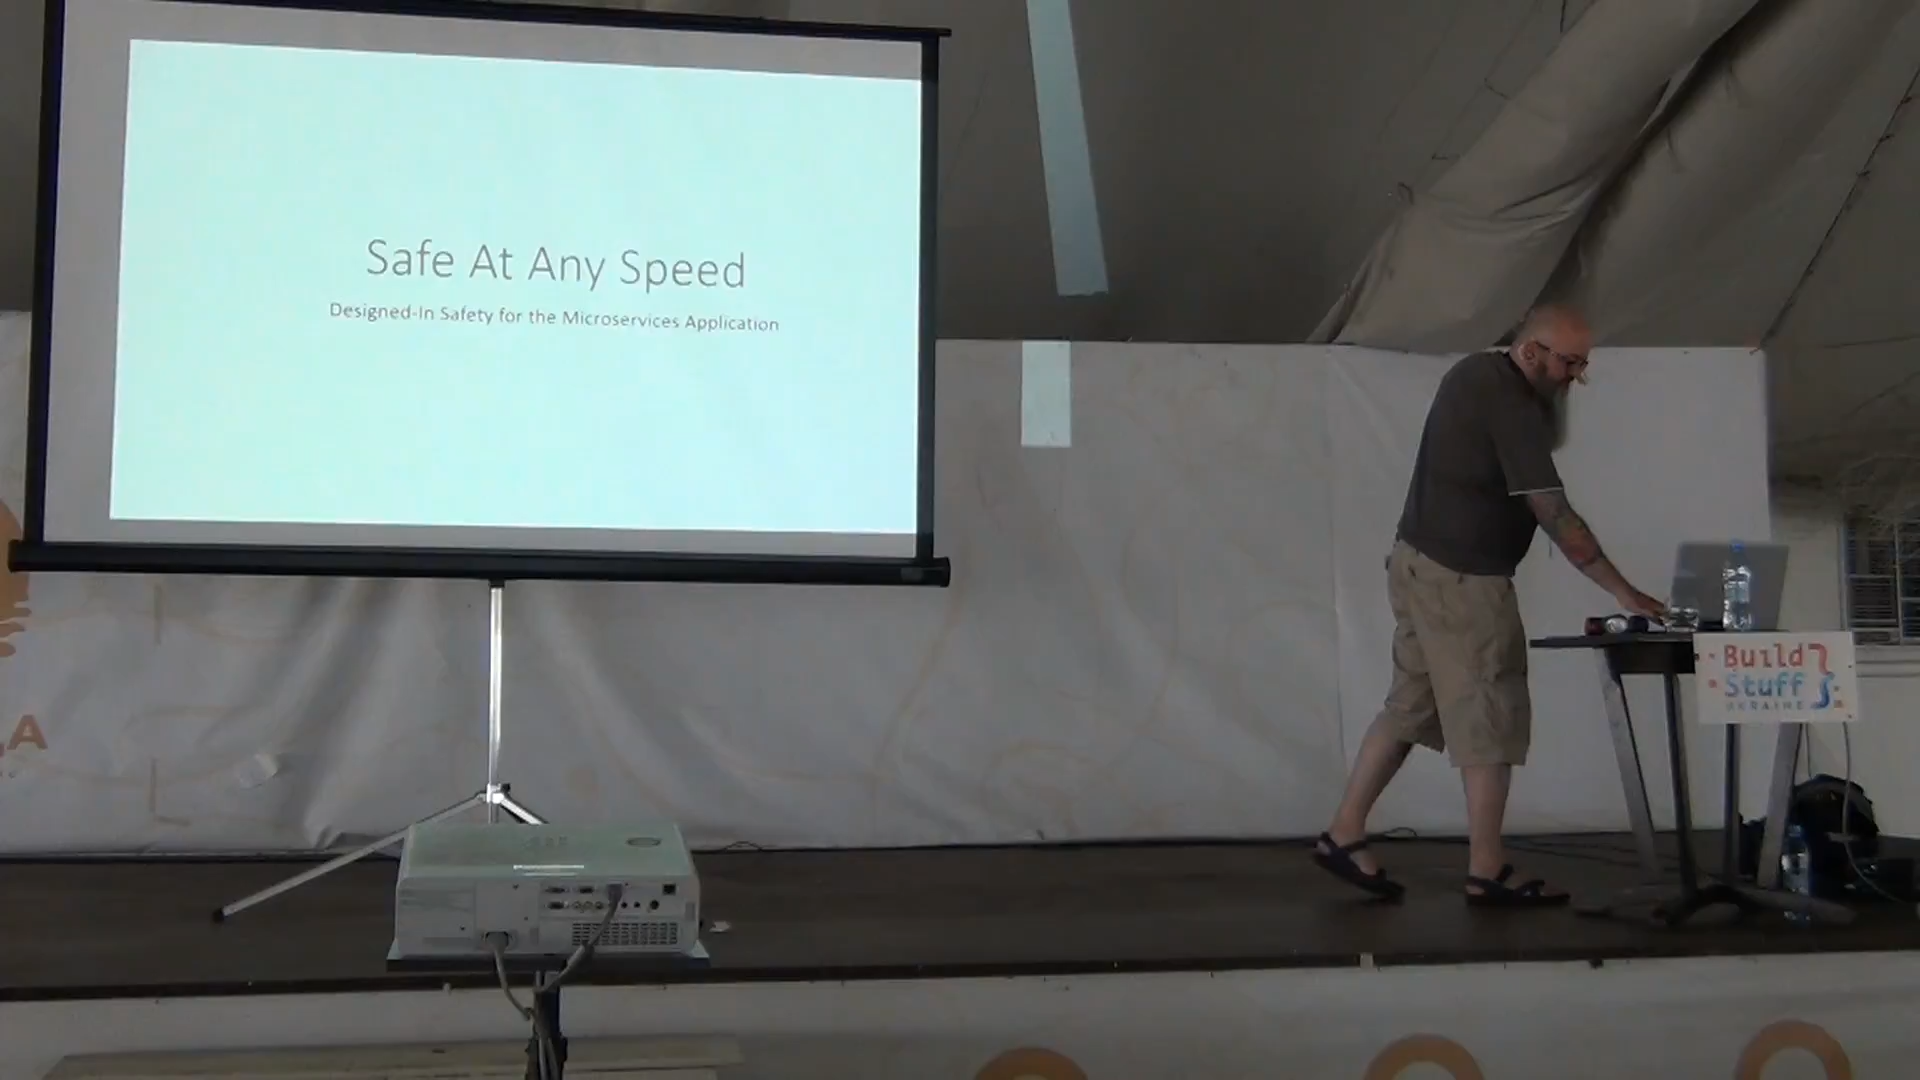 Safe At Any Speed
Designed-In Safety for the Microservices Application
Build
Stuff
UKRAINE
A